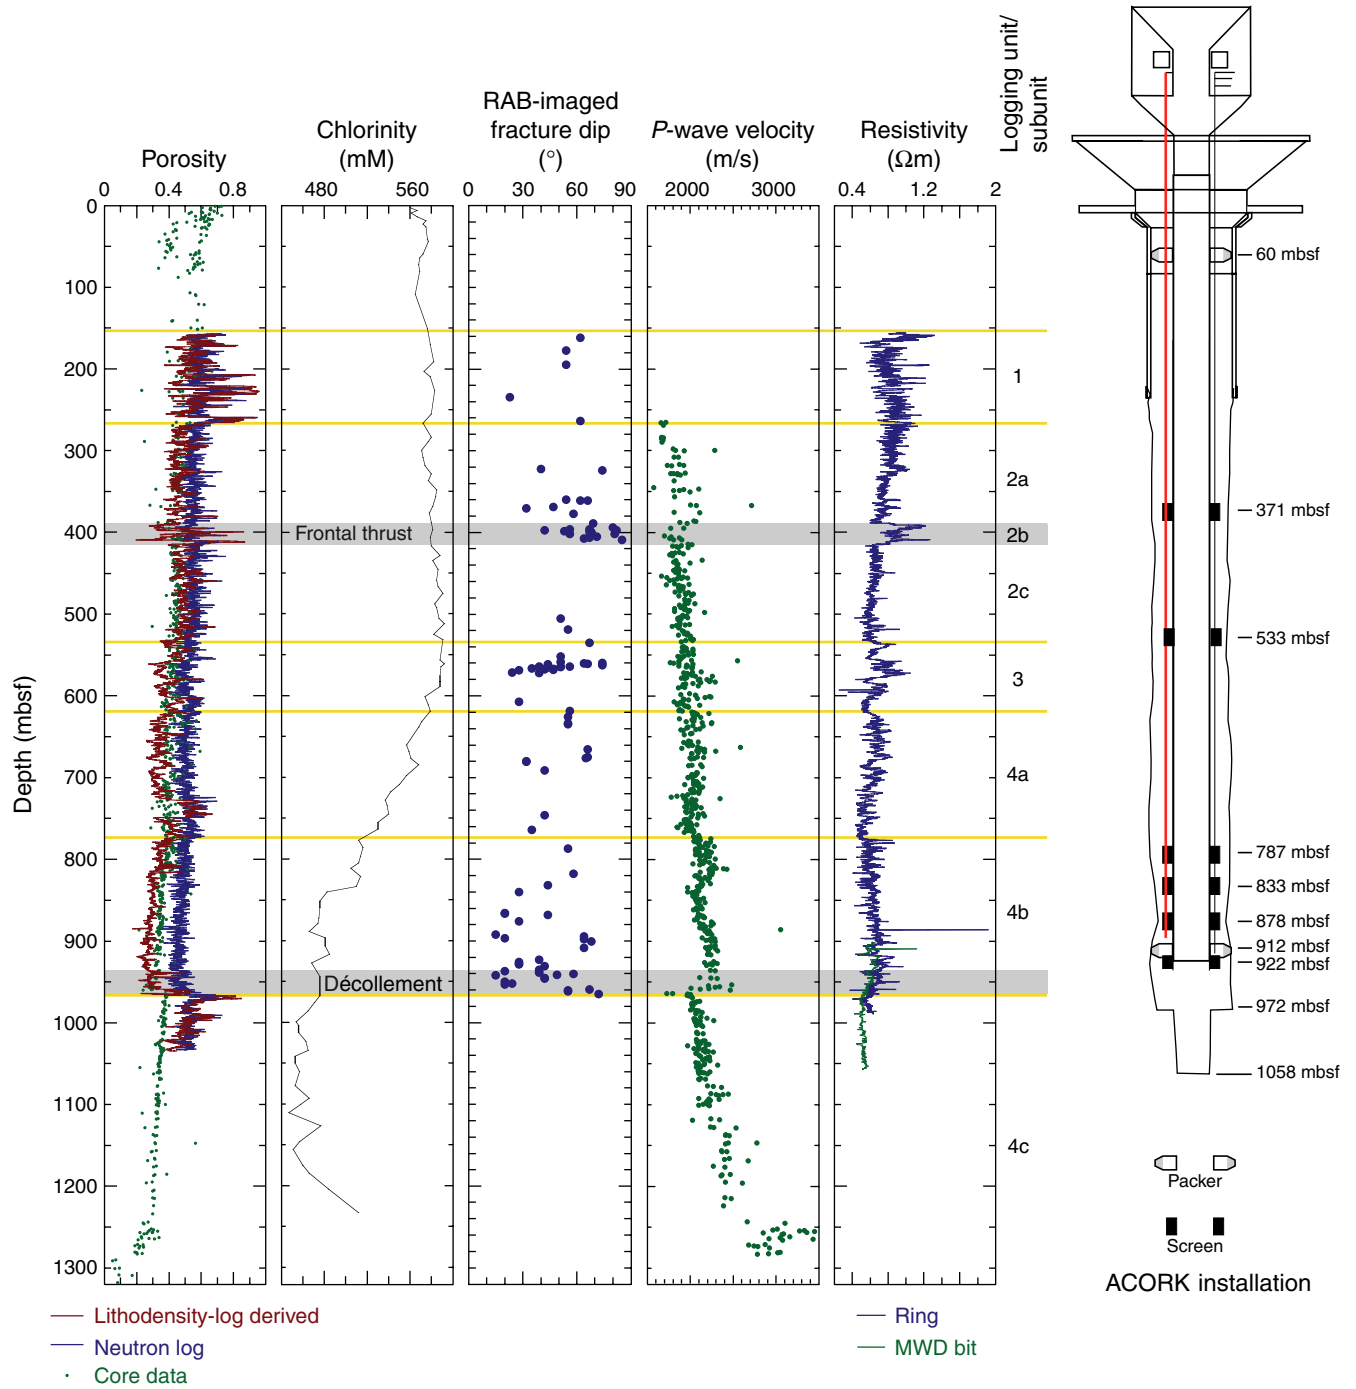 Porosity
0 0.4 0.8
Chlorinity
(mM)
480 560
RAB-imaged
fracture dip
(°)
0 30 60 90
P-wave velocity
(m/s)
2000 3000
Resistivity
(Ωm)
0.4 1.2 2
Logging unit/
subunit
Depth (mbsf)
0
100
200
300
400
500
600
700
800
900
1000
1100
1200
1300
Frontal thrust
Décollement
1
2a
2b
2c
3
4a
4b
4c
60 mbsf
371 mbsf
533 mbsf
787 mbsf
833 mbsf
878 mbsf
912 mbsf
922 mbsf
972 mbsf
1058 mbsf
Packer
Screen
ACORK installation
Lithodensity-log derived
Neutron log
Core data
Ring
MWD bit